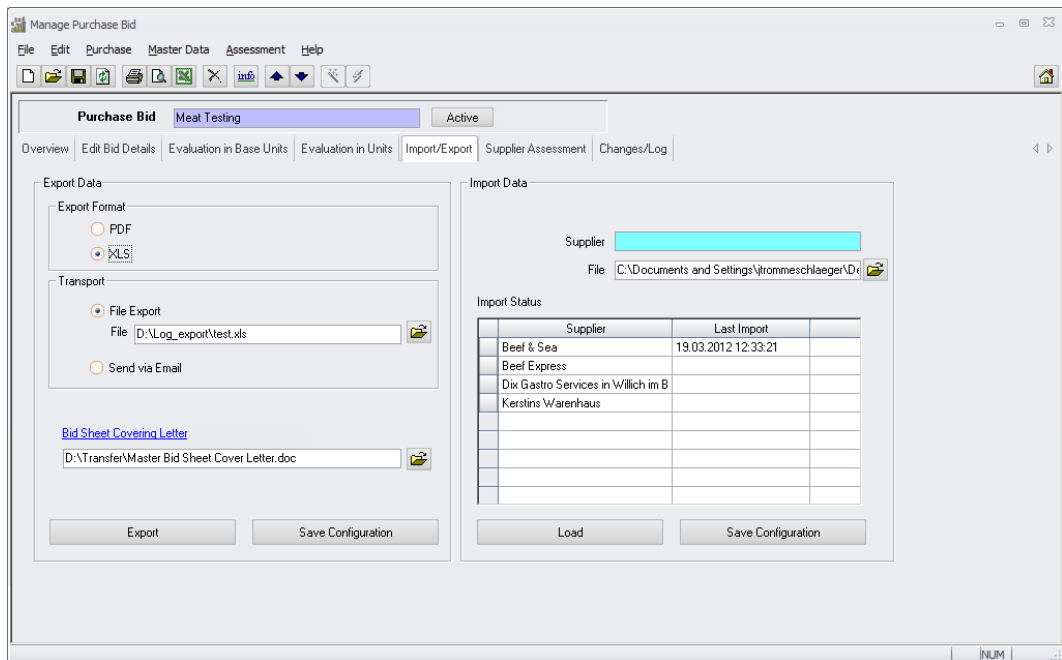 Manage Purchase Bid
File Edit Purchase Master Data Assessment Help
info
Purchase Bid Meat Testing Active
Overview Edit Bid Details Evaluation in Base Units Evaluation in Units Import/Export Supplier Assessment Changes/Log
Export Data
Export Format
PDF
XLS
Transport
File Export
File D:\Log_export\test.xls
Send via Email
Bid Sheet Covering Letter
D:\Transfer\Master Bid Sheet Cover Letter.doc
Export Save Configuration
Import Data
Supplier
File C:\Documents and Settings\jtrommeschlaeger\De
Import Status
Supplier Last Import
Beef & Sea 19.03.2012 12:33:21
Beef Express
Dix Gastro Services in Willich im B
Kerstins Warenhaus
Load Save Configuration
NUM